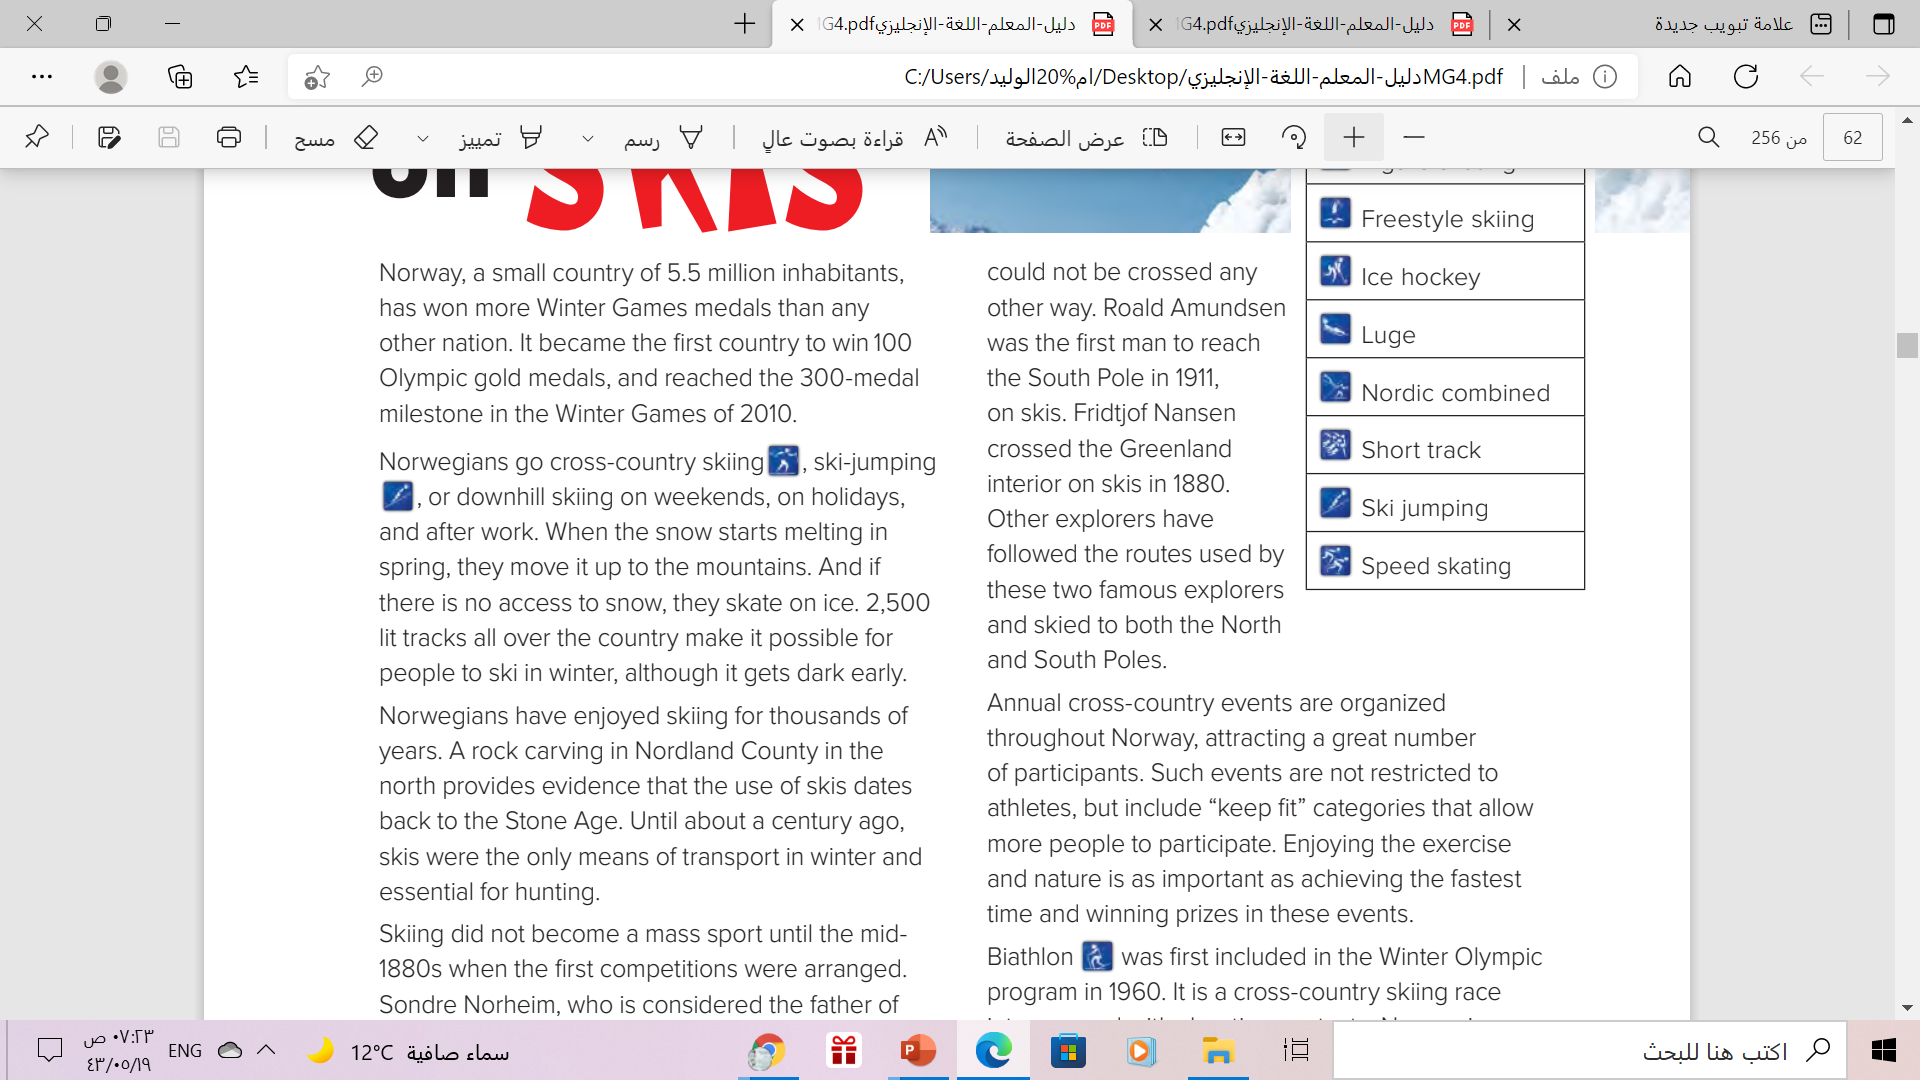 علامة تبويب جديدة
دليل-المعلم-اللغة-الإنجليزيMG4.pdf
دليل-المعلم-اللغة-الإنجليزيMG4.pdf
ملف
C:/Users/ام%20الوليد/Desktop/دليل-المعلم-اللغة-الإنجليزيMG4.pdf
62
من 256
عرض الصفحة
قراءة بصوت عالٍ
رسم
تمييز
مسح
on SKIS
Norway, a small country of 5.5 million inhabitants,
has won more Winter Games medals than any
other nation. It became the first country to win 100
Olympic gold medals, and reached the 300-medal
milestone in the Winter Games of 2010.
Norwegians go cross-country skiing , ski-jumping
, or downhill skiing on weekends, on holidays,
and after work. When the snow starts melting in
spring, they move it up to the mountains. And if
there is no access to snow, they skate on ice. 2,500
lit tracks all over the country make it possible for
people to ski in winter, although it gets dark early.
Norwegians have enjoyed skiing for thousands of
years. A rock carving in Nordland County in the
north provides evidence that the use of skis dates
back to the Stone Age. Until about a century ago,
skis were the only means of transport in winter and
essential for hunting.
Skiing did not become a mass sport until the mid-
1880s when the first competitions were arranged.
Sondre Norheim, who is considered the father of
could not be crossed any
other way. Roald Amundsen
was the first man to reach
the South Pole in 1911,
on skis. Fridtjof Nansen
crossed the Greenland
interior on skis in 1880.
Other explorers have
followed the routes used by
these two famous explorers
and skied to both the North
and South Poles.
Annual cross-country events are organized
throughout Norway, attracting a great number
of participants. Such events are not restricted to
athletes, but include “keep fit” categories that allow
more people to participate. Enjoying the exercise
and nature is as important as achieving the fastest
time and winning prizes in these events.
Biathlon was first included in the Winter Olympic
program in 1960. It is a cross-country skiing race
Freestyle skiing
Ice hockey
Luge
Nordic combined
Short track
Ski jumping
Speed skating
اكتب هنا للبحث
سماء صافية 12°C
ENG
٠٧:٢٣ ص
٤٣/٠٥/١٩